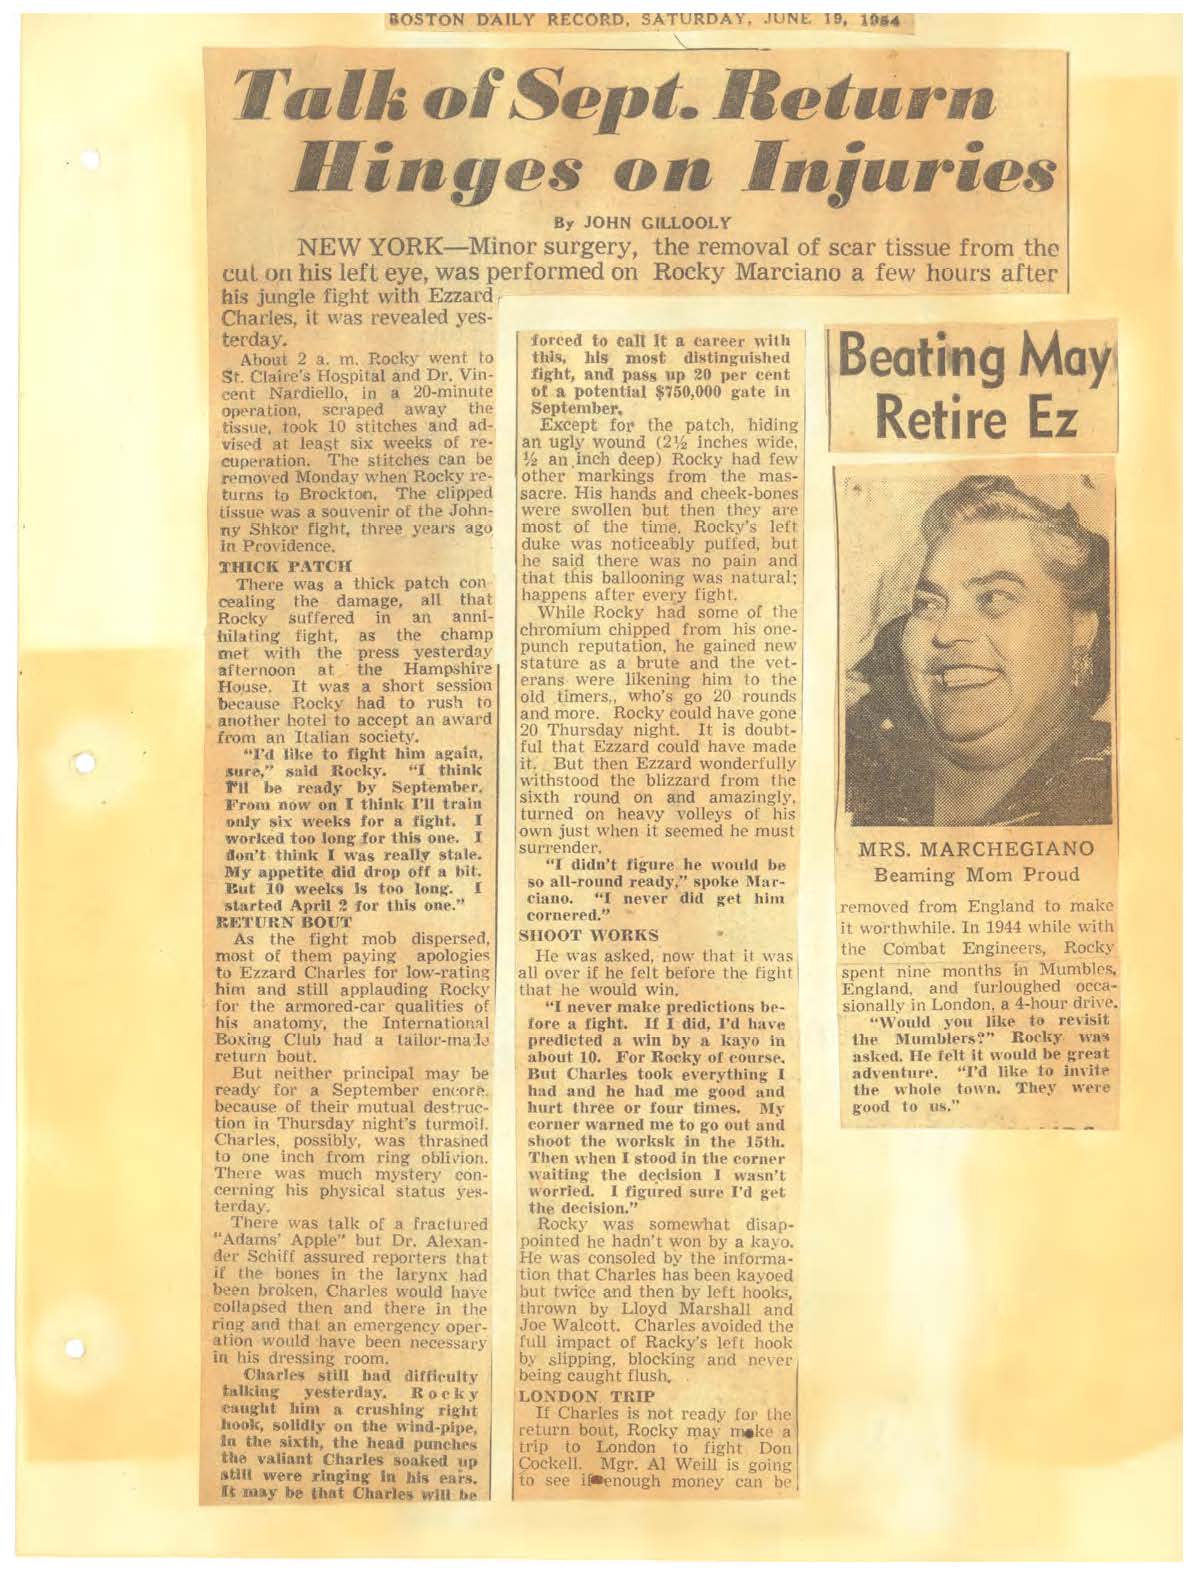 BOSTON DAILY RECORD, SATURDAY, JUNE 19, 1954
Talk of Sept. Return
Hinges on Injuries
By JOHN GILLOOLY
NEW YORK—Minor surgery, the removal of scar tissue from the
cut on his left eye, was performed on Rocky Marciano a few hours after
his jungle fight with Ezzard
Charles, it was revealed yes-
terday.
About 2 a. m. Rocky went to
St. Claire's Hospital and Dr. Vin-
cent Nardiello, in a 20-minute
operation, scraped away the
tissue, took 10 stitches and ad-
vised at least six weeks of re-
cuperation. The stitches can be
removed Monday when Rocky re-
turns to Brockton. The clipped
tissue was a souvenir of the John-
ny Shkor fight, three years ago
in Providence.
THICK PATCH
There was a thick patch con
cealing the damage, all that
Rocky suffered in an anni-
hilating fight, as the champ
met with the press yesterday
afternoon at the Hampshire
House. It was a short session
because Rocky had to rush to
another hotel to accept an award
from an Italian society.
"I'd like to fight him again,
sure," said Rocky. "I think
I'll be ready by September.
From now on I think I'll train
only six weeks for a fight. I
worked too long for this one. I
don't think I was really stale.
My appetite did drop off a bit.
But 10 weeks is too long. I
started April 2 for this one."
RETURN BOUT
As the fight mob dispersed,
most of them paying apologies
to Ezzard Charles for low-rating
him and still applauding Rocky
for the armored-car qualities of
his anatomy, the International
Boxing Club had a tailor-made
return bout.
But neither principal may be
ready for a September encore,
because of their mutual destruc-
tion in Thursday night's turmoil.
Charles, possibly, was thrashed
to one inch from ring oblivion.
There was much mystery con-
cerning his physical status yes-
terday.
There was talk of a fractured
"Adams' Apple" but Dr. Alexan-
der Schiff assured reporters that
if the bones in the larynx had
been broken, Charles would have
collapsed then and there in the
ring and that an emergency oper-
ation would have been necessary
in his dressing room.
Charles still had difficulty
talking yesterday. Rocky
caught him a crushing right
hook, solidly on the wind-pipe,
in the sixth, the head punches
the valiant Charles soaked up
still were ringing in his ears.
It may be that Charles will be
forced to call it a career with
this, his most distinguished
fight, and pass up 20 per cent
of a potential $750,000 gate in
September.
Except for the patch, hiding
an ugly wound (2½ inches wide,
½ an inch deep) Rocky had few
other markings from the mas-
sacre. His hands and cheek-bones
were swollen but then they are
most of the time, Rocky's left
duke was noticeably puffed, but
he said there was no pain and
that this ballooning was natural;
happens after every fight.
While Rocky had some of the
chromium chipped from his one-
punch reputation, he gained new
stature as a brute and the vet-
erans were likening him to the
old timers., who's go 20 rounds
and more. Rocky could have gone
20 Thursday night. It is doubt-
ful that Ezzard could have made
it. But then Ezzard wonderfully
withstood the blizzard from the
sixth round on and amazingly,
turned on heavy volleys of his
own just when it seemed he must
surrender.
"I didn't figure he would be
so all-round ready," spoke Mar-
ciano. "I never did get him
cornered."
SHOOT WORKS
He was asked, now that it was
all over if he felt before the fight
that he would win.
"I never make predictions be-
fore a fight. If I did, I'd have
predicted a win by a kayo in
about 10. For Rocky of course.
But Charles took everything I
had and he had me good and
hurt three or four times. My
corner warned me to go out and
shoot the worksk in the 15th.
Then when I stood in the corner
waiting the decision I wasn't
worried. I figured sure I'd get
the decision."
Rocky was somewhat disap-
pointed he hadn't won by a kayo.
He was consoled by the informa-
tion that Charles has been kayoed
but twice and then by left hooks,
thrown by Lloyd Marshall and
Joe Walcott. Charles avoided the
full impact of Racky's left hook
by slipping, blocking and never
being caught flush.
LONDON TRIP
If Charles is not ready for the
return bout, Rocky may make a
trip to London to fight Don
Cockell. Mgr. Al Weill is going
to see if enough money can be
Beating May
Retire Ez
MRS. MARCHEGIANO
Beaming Mom Proud
removed from England to make
it worthwhile. In 1944 while with
the Combat Engineers, Rocky
spent nine months in Mumbles,
England, and furloughed occa-
sionally in London, a 4-hour drive.
"Would you like to revisit
the Mumblers?" Rocky was
asked. He felt it would be great
adventure. "I'd like to invite
the whole town. They were
good to us."